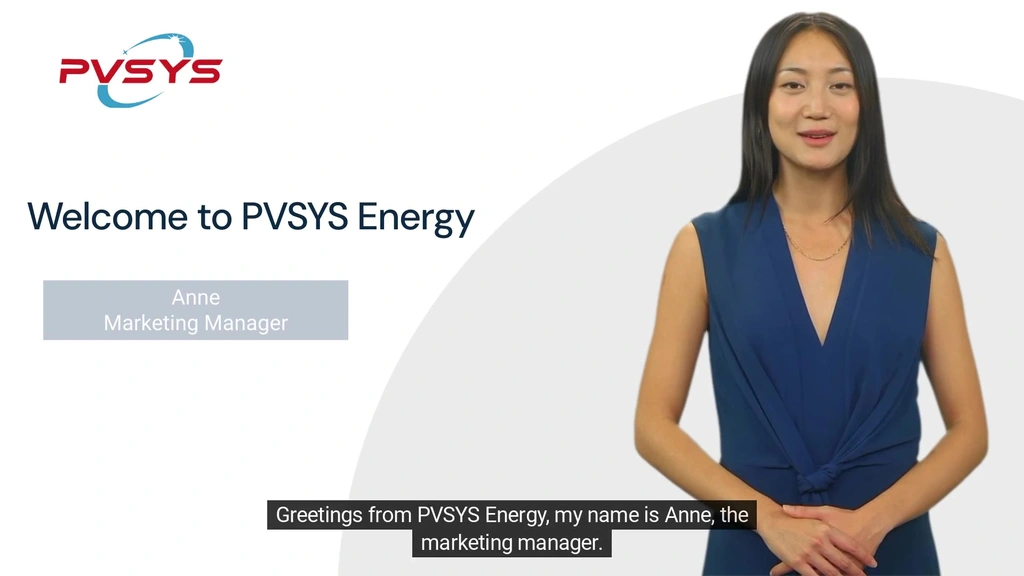 PVSYS
Welcome to PVSYS Energy
Anne
Marketing Manager
Greetings from PVSYS Energy, my name is Anne, the
marketing manager.